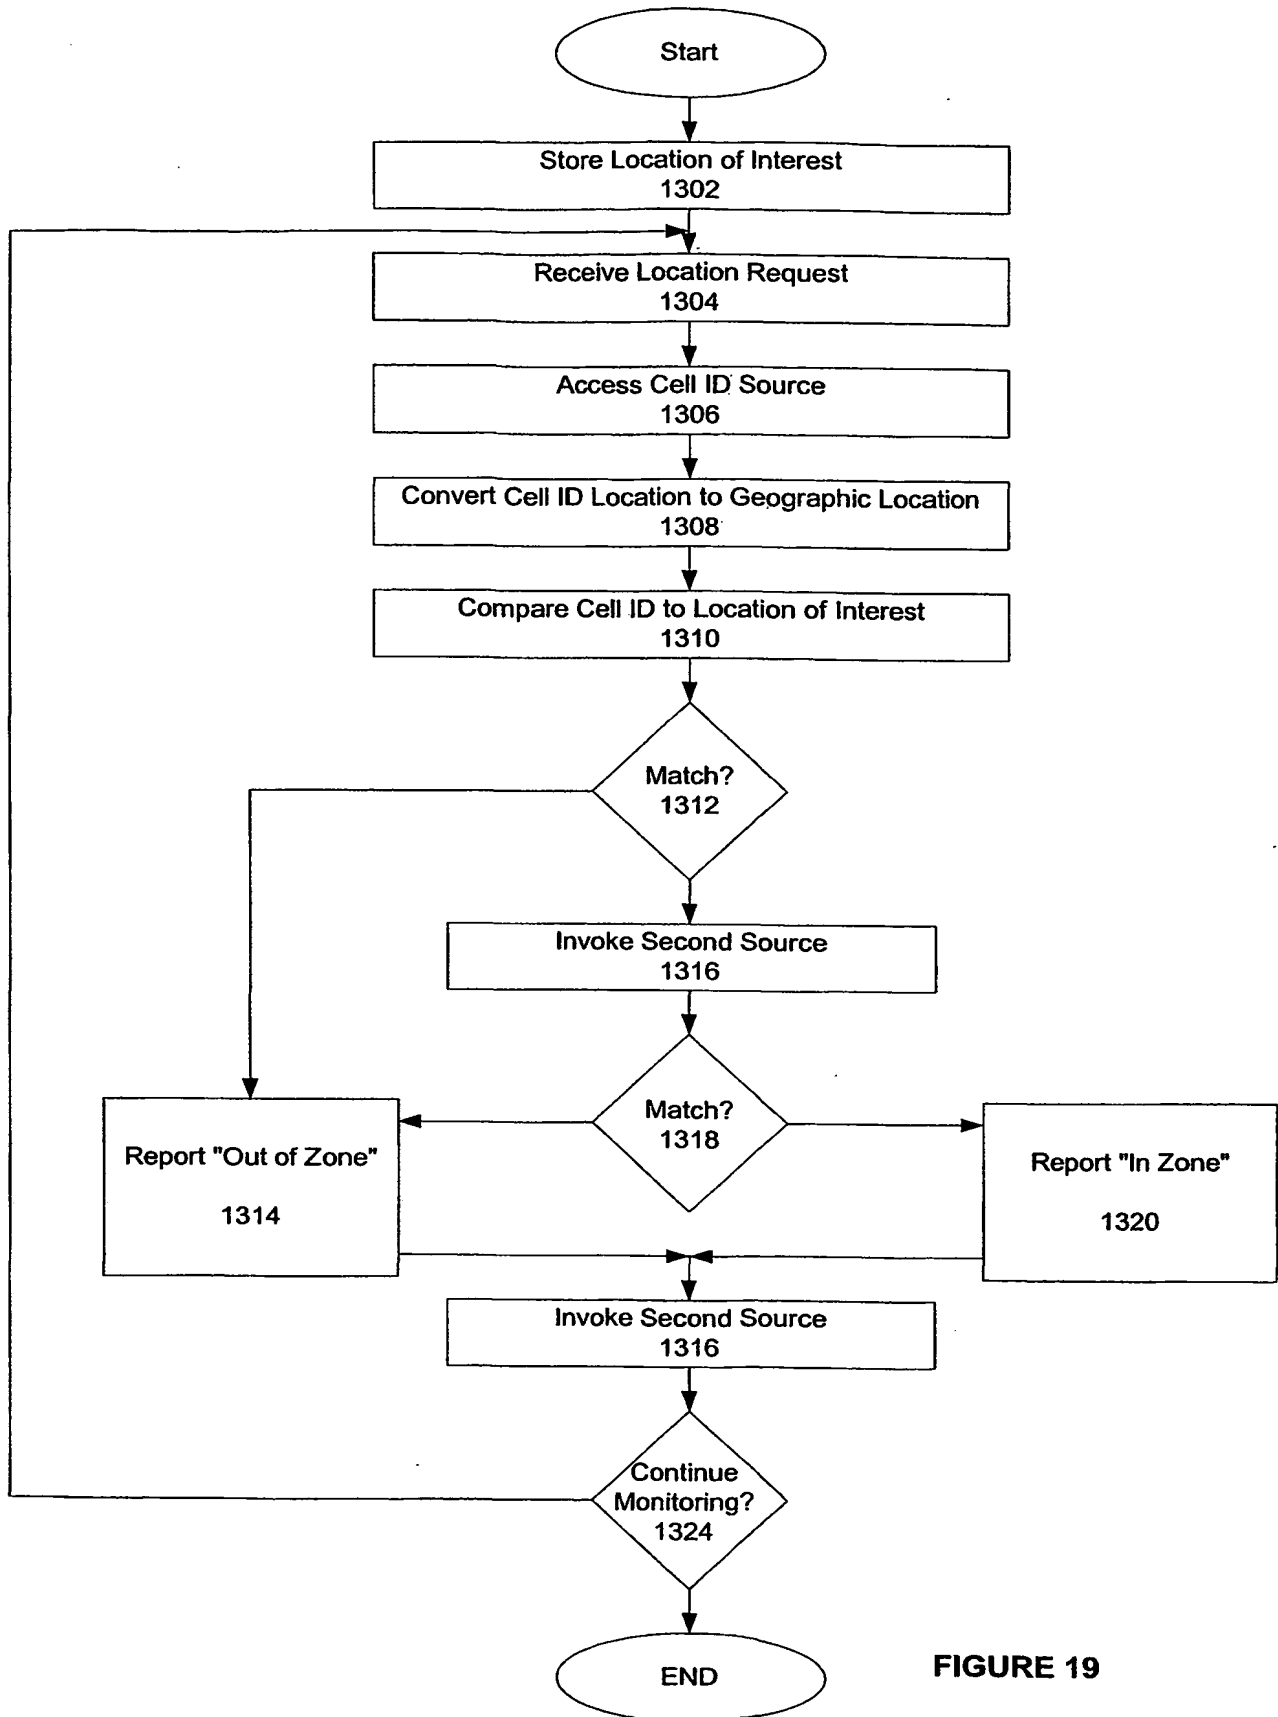 Start
Store Location of Interest
1302
Receive Location Request
1304
Access Cell ID Source
1306
Convert Cell ID Location to Geographic Location
1308
Compare Cell ID to Location of Interest
1310
Match?
1312
Invoke Second Source
1316
Match?
1318
Report "Out of Zone"
1314
Report "In Zone"
1320
Invoke Second Source
1316
Continue
Monitoring?
1324
END
FIGURE 19